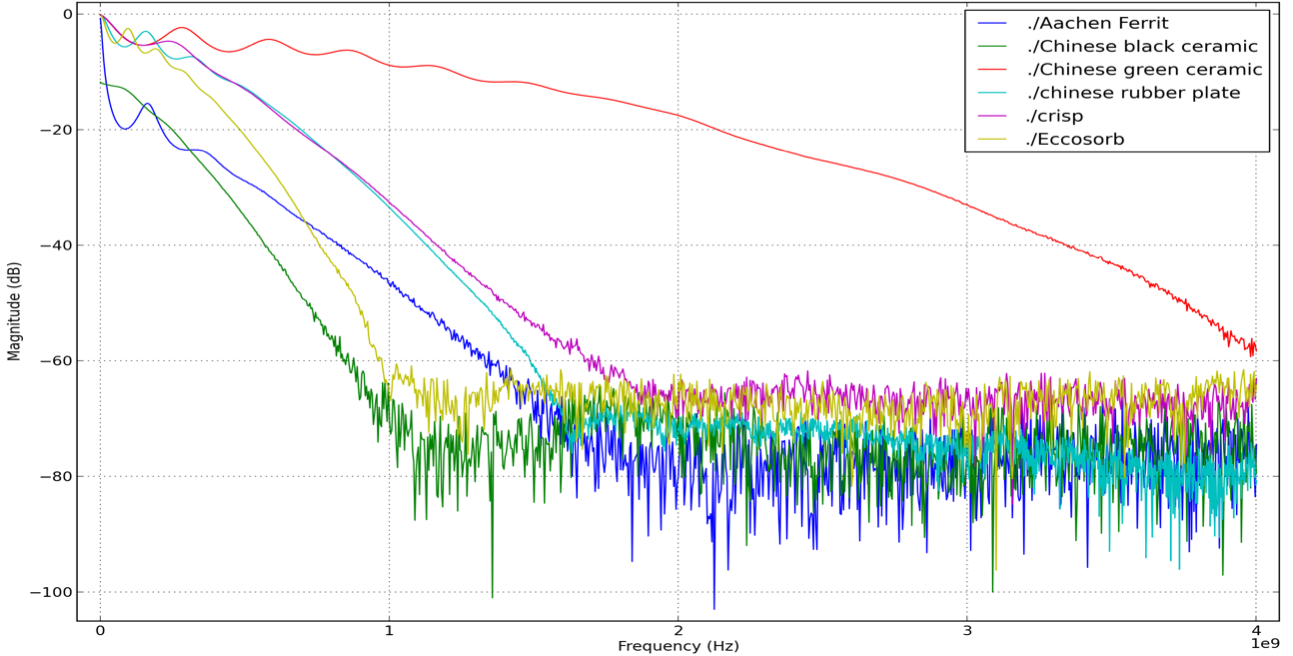 0
−20
−40
−60
−80
−100
Magnitude (dB)
./Aachen Ferrit
./Chinese black ceramic
./Chinese green ceramic
./chinese rubber plate
./crisp
./Eccosorb
0
1
2
3
4
1e9
Frequency (Hz)